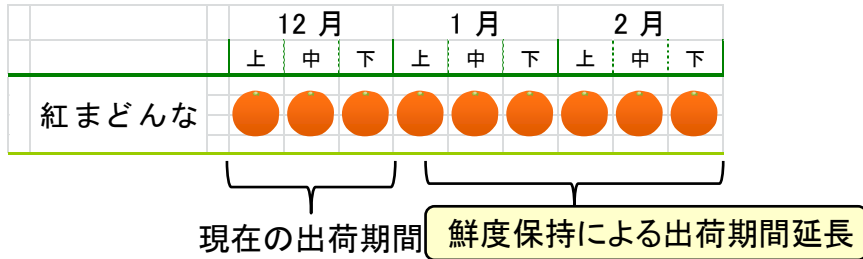 12月 1月 2月
上 中 下 上 中 下 上 中 下
紅まどんな
現在の出荷期間 鮮度保持による出荷期間延長